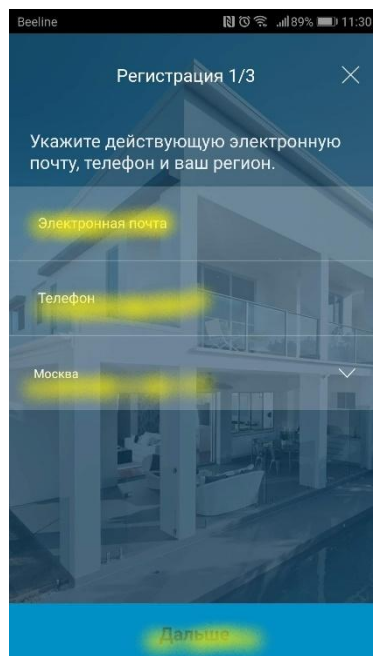 Beeline 89% 11:30
Регистрация 1/3
Укажите действующую электронную
почту, телефон и ваш регион.
Электронная почта
Телефон
Москва
Дальше